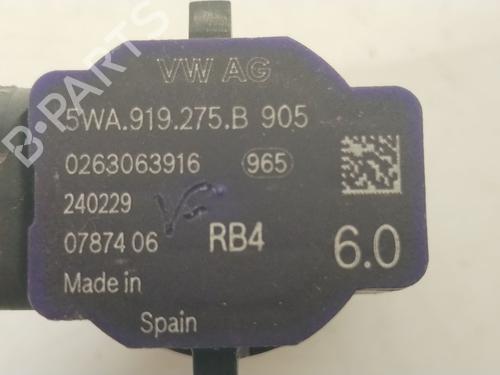 VW AG
5WA.919.275.B 905
0263063916 965
240229
07874 06 RB4 6.0
Made in
Spain
B-PARTS